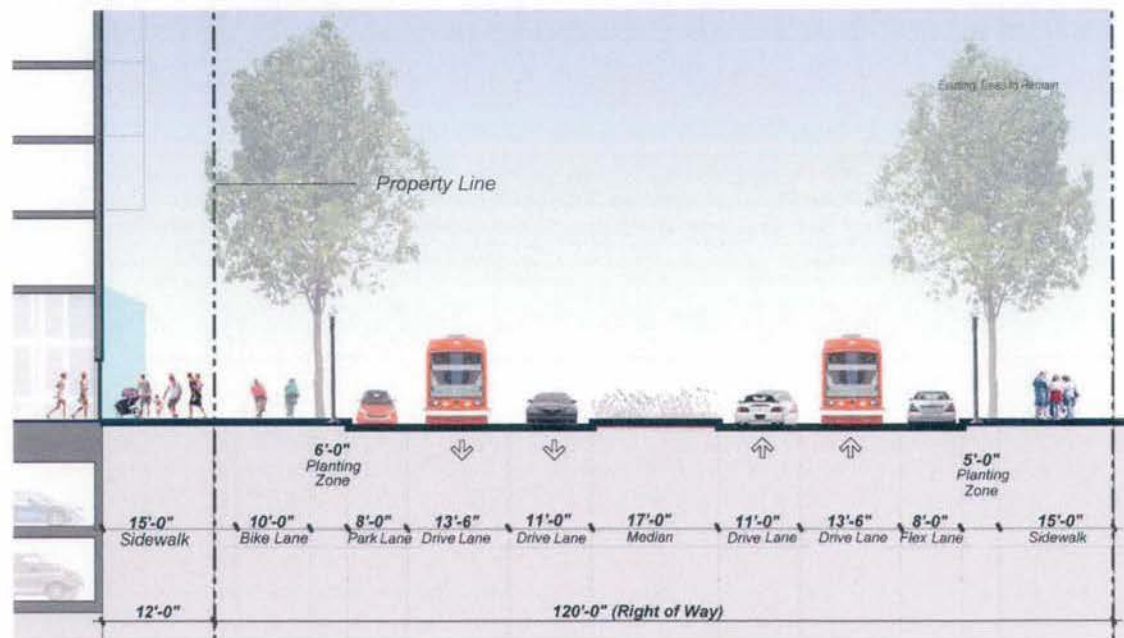 Existing Trees to Remain
Property Line
6'-0"
Planting
Zone
5'-0"
Planting
Zone
15'-0" 10'-0" 8'-0" 13'-6" 11'-0" 17'-0" 11'-0" 13'-6" 8'-0" 15'-0"
Sidewalk Bike Lane Park Lane Drive Lane Drive Lane Median Drive Lane Drive Lane Flex Lane Sidewalk
12'-0" 120'-0" (Right of Way)